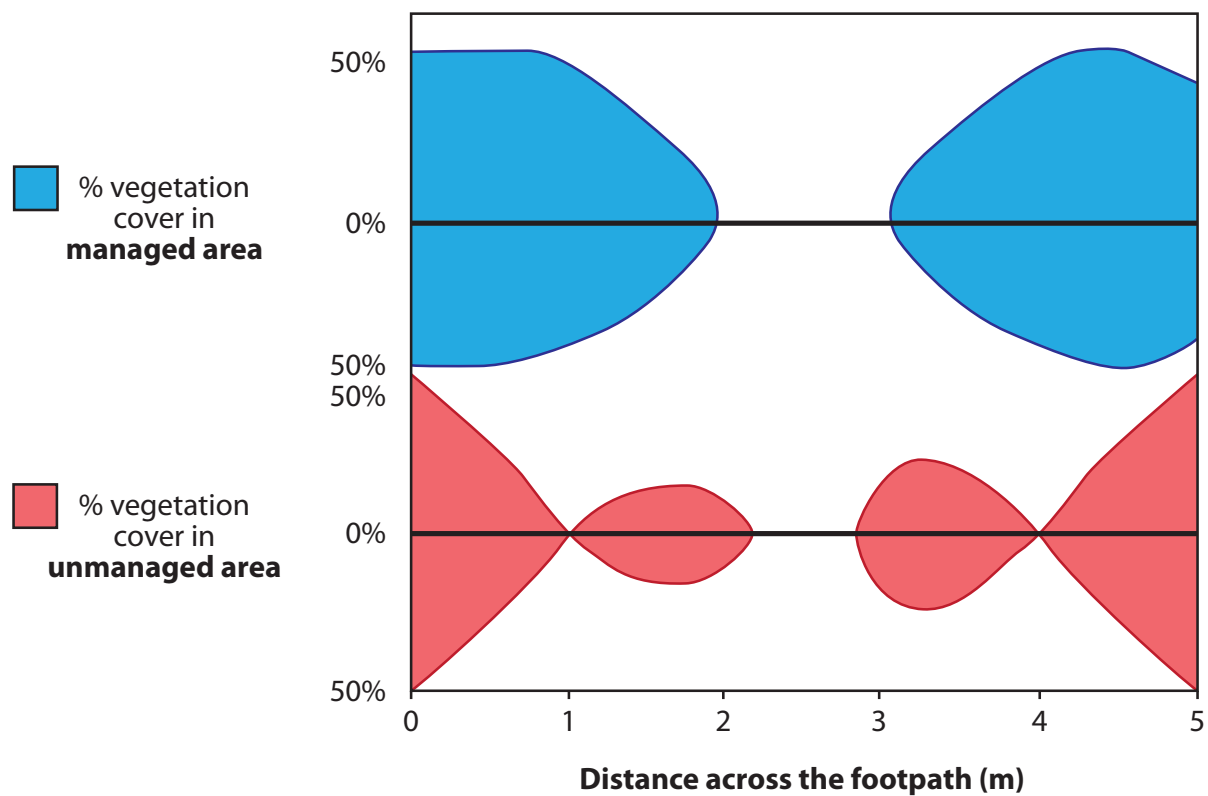 50%
% vegetation
cover in
managed area
0%
50%
50%
% vegetation
cover in
unmanaged area
0%
50%
0 1 2 3 4 5
Distance across the footpath (m)